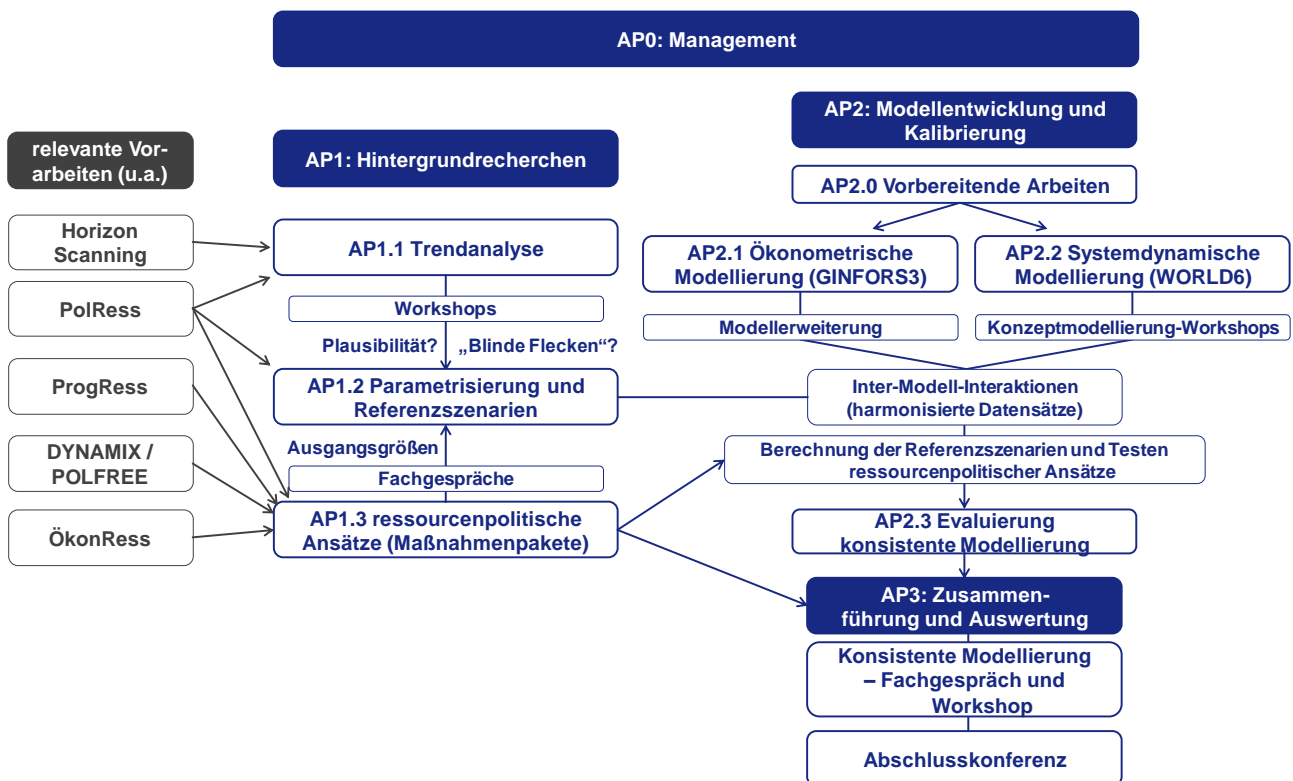 AP0: Management
relevante Vor-
arbeiten (u.a.)
Horizon
Scanning
PolRess
ProgRess
DYNAMIX /
POLFREE
ÖkonRess
AP1: Hintergrundrecherchen
AP1.1 Trendanalyse
Workshops
Plausibilität?
„Blinde Flecken“?
AP1.2 Parametrisierung und
Referenzszenarien
Ausgangsgrößen
Fachgespräche
AP1.3 ressourcenpolitische
Ansätze (Maßnahmenpakete)
AP2: Modellentwicklung und
Kalibrierung
AP2.0 Vorbereitende Arbeiten
AP2.1 Ökonometrische
Modellierung (GINFORS3)
AP2.2 Systemdynamische
Modellierung (WORLD6)
Modellerweiterung
Konzeptmodellierung-Workshops
Inter-Modell-Interaktionen
(harmonisierte Datensätze)
Berechnung der Referenzszenarien und Testen
ressourcenpolitischer Ansätze
AP2.3 Evaluierung
konsistente Modellierung
AP3: Zusammen-
führung und Auswertung
Konsistente Modellierung
– Fachgespräch und
Workshop
Abschlusskonferenz